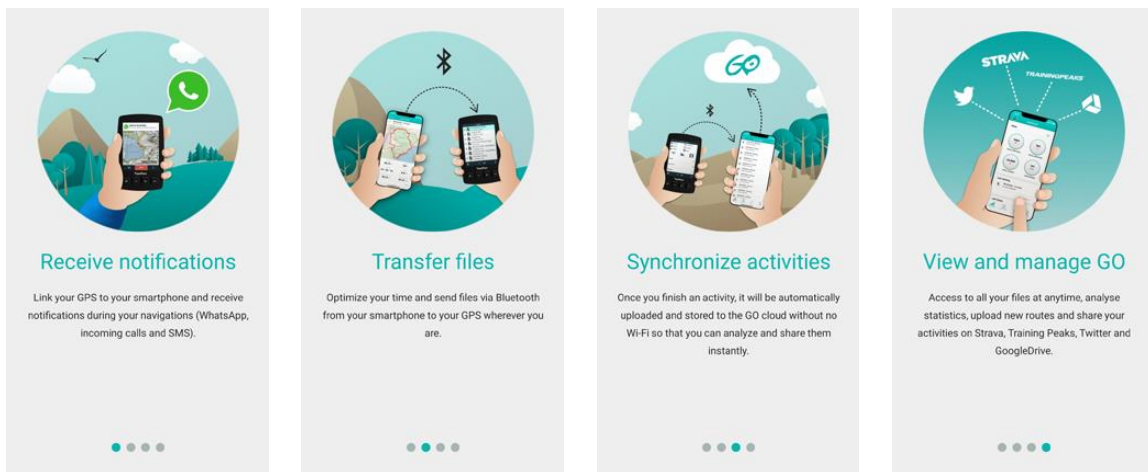 Receive notifications
Link your GPS to your smartphone and receive
notifications during your navigations (WhatsApp,
incoming calls and SMS).
Transfer files
Optimize your time and send files via Bluetooth
from your smartphone to your GPS wherever you
are.
GO
Synchronize activities
Once you finish an activity, it will be automatically
uploaded and stored to the GO cloud without no
Wi-Fi so that you can analyze and share them
instantly.
STRAVA
TRAININGPEAKS
View and manage GO
Access to all your files at anytime, analyse
statistics, upload new routes and share your
activities on Strava, Training Peaks, Twitter and
GoogleDrive.